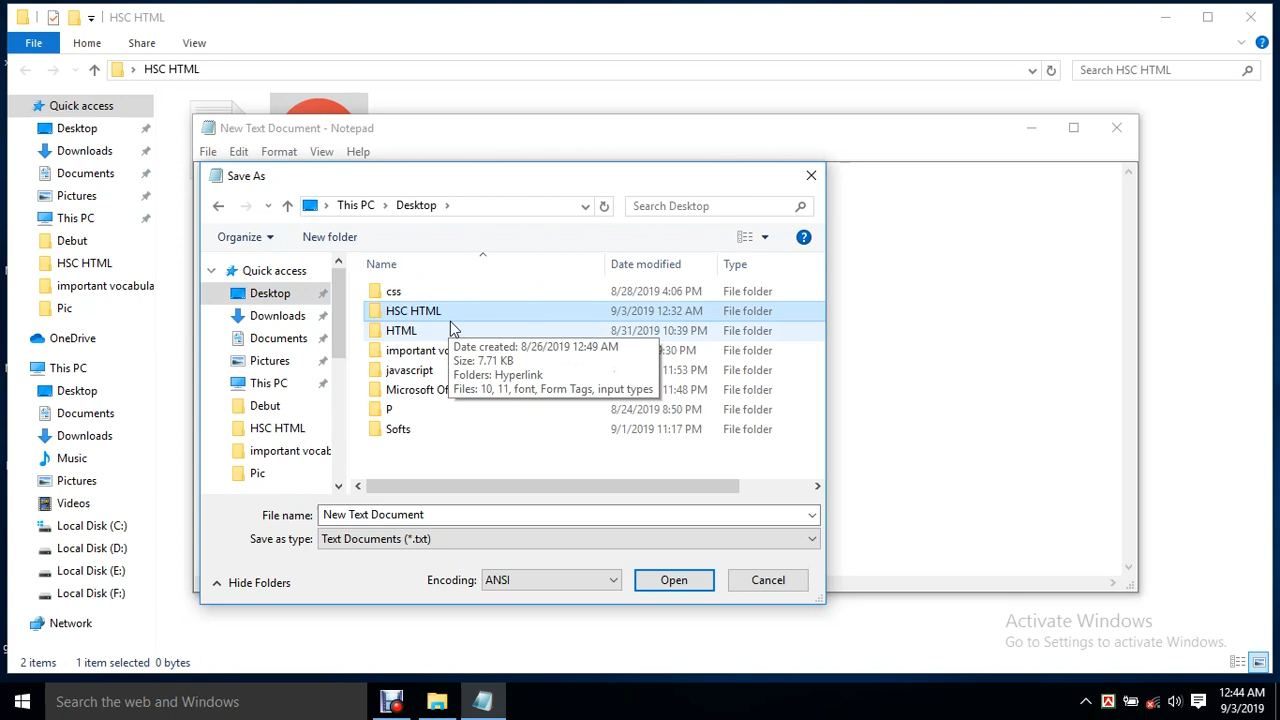 HSC HTML
File Home Share View
HSC HTML Search HSC HTML
Quick access
Desktop
Downloads
Documents
Pictures
This PC
Debut
HSC HTML
important vocabula
Pic
OneDrive
This PC
Desktop
Documents
Downloads
Music
Pictures
Videos
Local Disk (C:)
Local Disk (D:)
Local Disk (E:)
Local Disk (F:)
Network
2 items 1 item selected 0 bytes
New Text Document - Notepad
File Edit Format View Help
Save As
This PC Desktop Search Desktop
Organize New folder
Quick access
Desktop
Downloads
Documents
Pictures
This PC
Debut
HSC HTML
important vocab
Pic
Name Date modified Type
css 8/28/2019 4:06 PM File folder
HSC HTML 9/3/2019 12:32 AM File folder
HTML 8/31/2019 10:39 PM File folder
important vo :30 PM File folder
javascript 11:53 PM File folder
Microsoft Of 11:48 PM File folder
P 8/24/2019 8:50 PM File folder
Softs 9/1/2019 11:17 PM File folder
Date created: 8/26/2019 12:49 AM
Size: 7.71 KB
Folders: Hyperlink
Files: 10, 11, font, Form Tags, input types
File name: New Text Document
Save as type: Text Documents (*.txt)
Hide Folders Encoding: ANSI Open Cancel
Activate Windows
Go to Settings to activate Windows.
Search the web and Windows
12:44 AM
9/3/2019